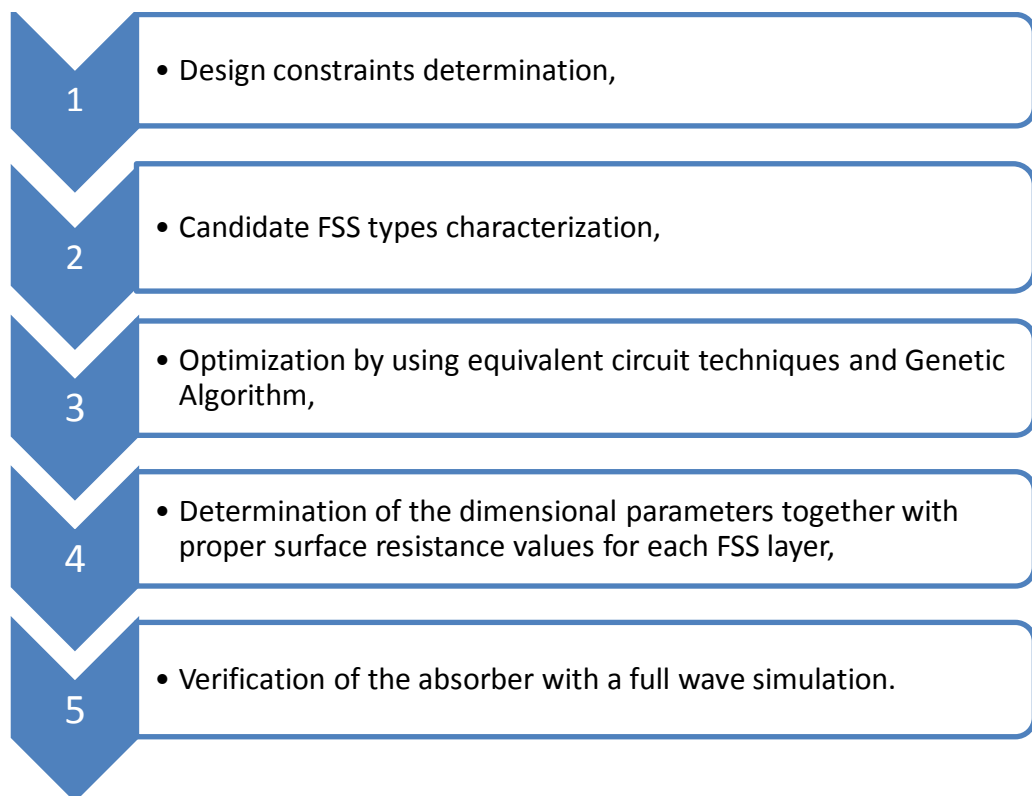 1
• Design constraints determination,
2
• Candidate FSS types characterization,
3
• Optimization by using equivalent circuit techniques and Genetic
Algorithm,
4
• Determination of the dimensional parameters together with
proper surface resistance values for each FSS layer,
5
• Verification of the absorber with a full wave simulation.